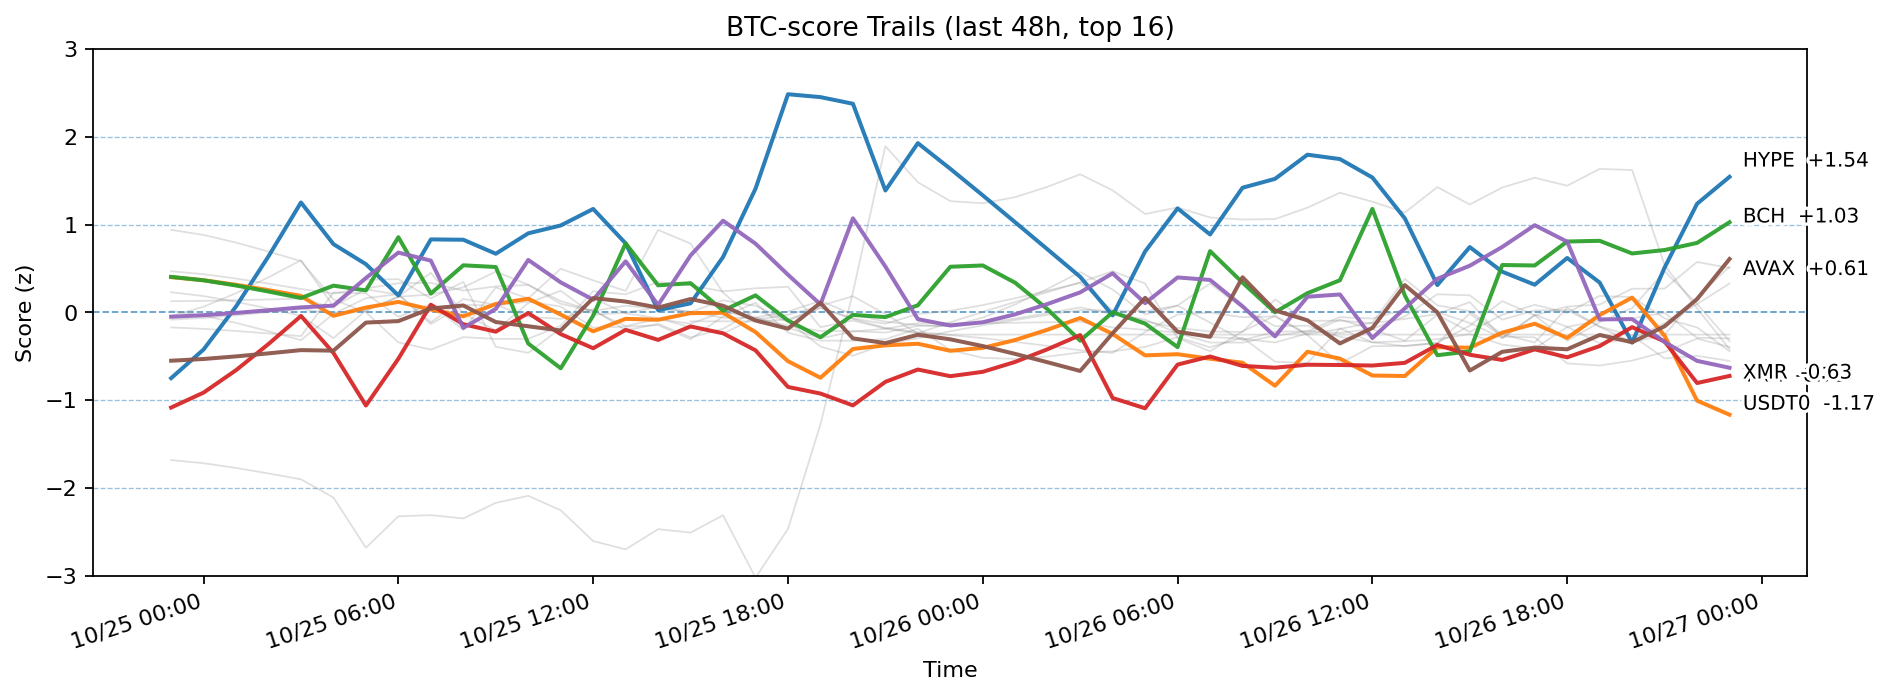 BTC-score Trails (last 48h, top 16)
Score (z)
3
2
1
0
−1
−2
−3
HYPE +1.54
BCH +1.03
AVAX +0.61
XMR -0.63
USDT0 -1.17
10/25 00:00
10/25 06:00
10/25 12:00
10/25 18:00
10/26 00:00
10/26 06:00
10/26 12:00
10/26 18:00
10/27 00:00
Time